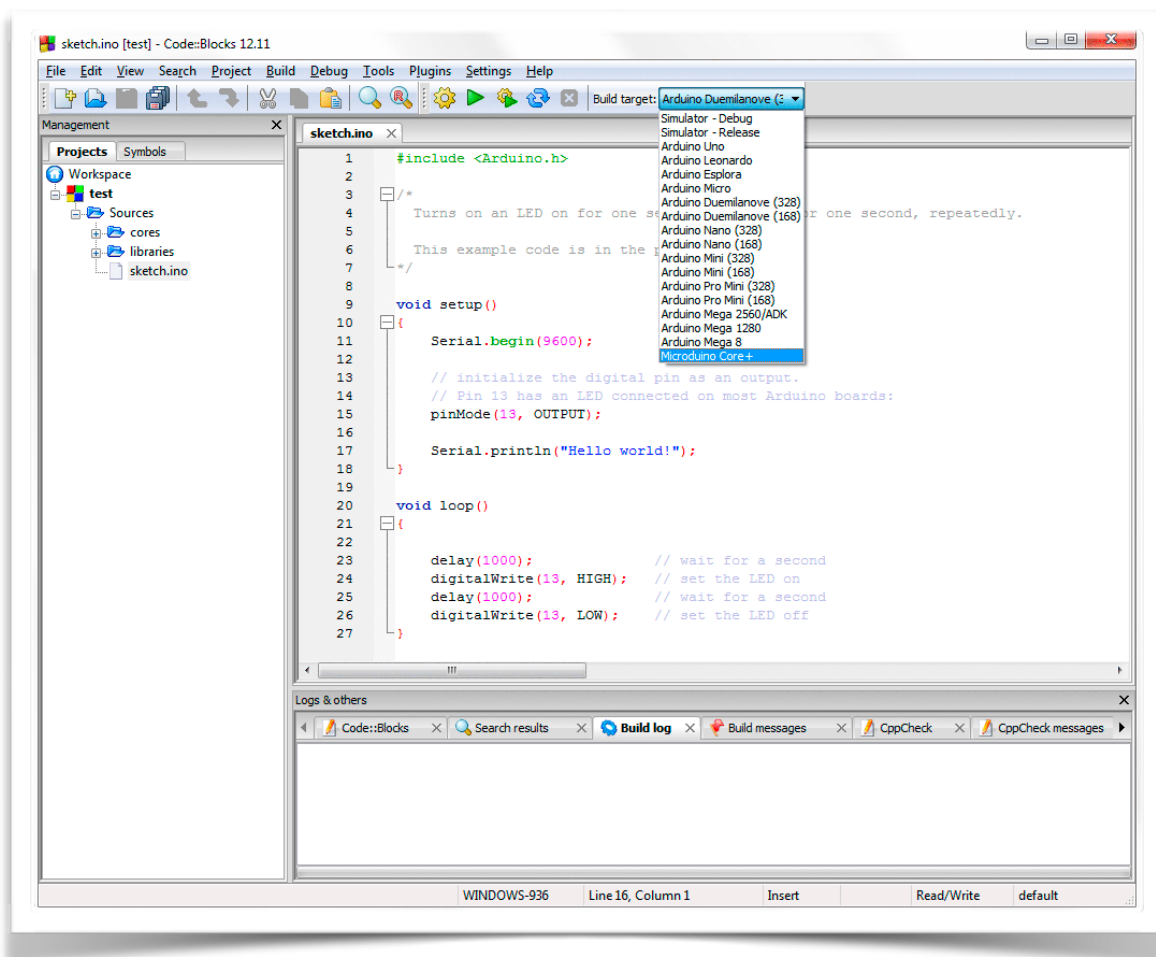 sketch.ino [test] - Code::Blocks 12.11
File Edit View Search Project Build Debug Tools Plugins Settings Help
Build target: Arduino Duemilanove (3
Simulator - Debug
Simulator - Release
Arduino Uno
Arduino Leonardo
Arduino Esplora
Arduino Micro
Arduino Duemilanove (328)
Arduino Duemilanove (168)
Arduino Nano (328)
Arduino Nano (168)
Arduino Mini (328)
Arduino Mini (168)
Arduino Pro Mini (328)
Arduino Pro Mini (168)
Arduino Mega 2560/ADK
Arduino Mega 1280
Arduino Mega 8
Microduino Core+
Management
Projects Symbols
Workspace
test
Sources
cores
libraries
sketch.ino
sketch.ino
1 #include <Arduino.h>
2
3 /*
4 Turns on an LED on for one se or one second, repeatedly.
5
6 This example code is in the p
7 */
8
9 void setup()
10 {
11 Serial.begin(9600);
12
13 // initialize the digital pin as an output.
14 // Pin 13 has an LED connected on most Arduino boards:
15 pinMode(13, OUTPUT);
16
17 Serial.println("Hello world!");
18 }
19
20 void loop()
21 {
22
23 delay(1000); // wait for a second
24 digitalWrite(13, HIGH); // set the LED on
25 delay(1000); // wait for a second
26 digitalWrite(13, LOW); // set the LED off
27 }
Logs & others
Code::Blocks Search results Build log Build messages CppCheck CppCheck messages
WINDOWS-936 Line 16, Column 1 Insert Read/Write default